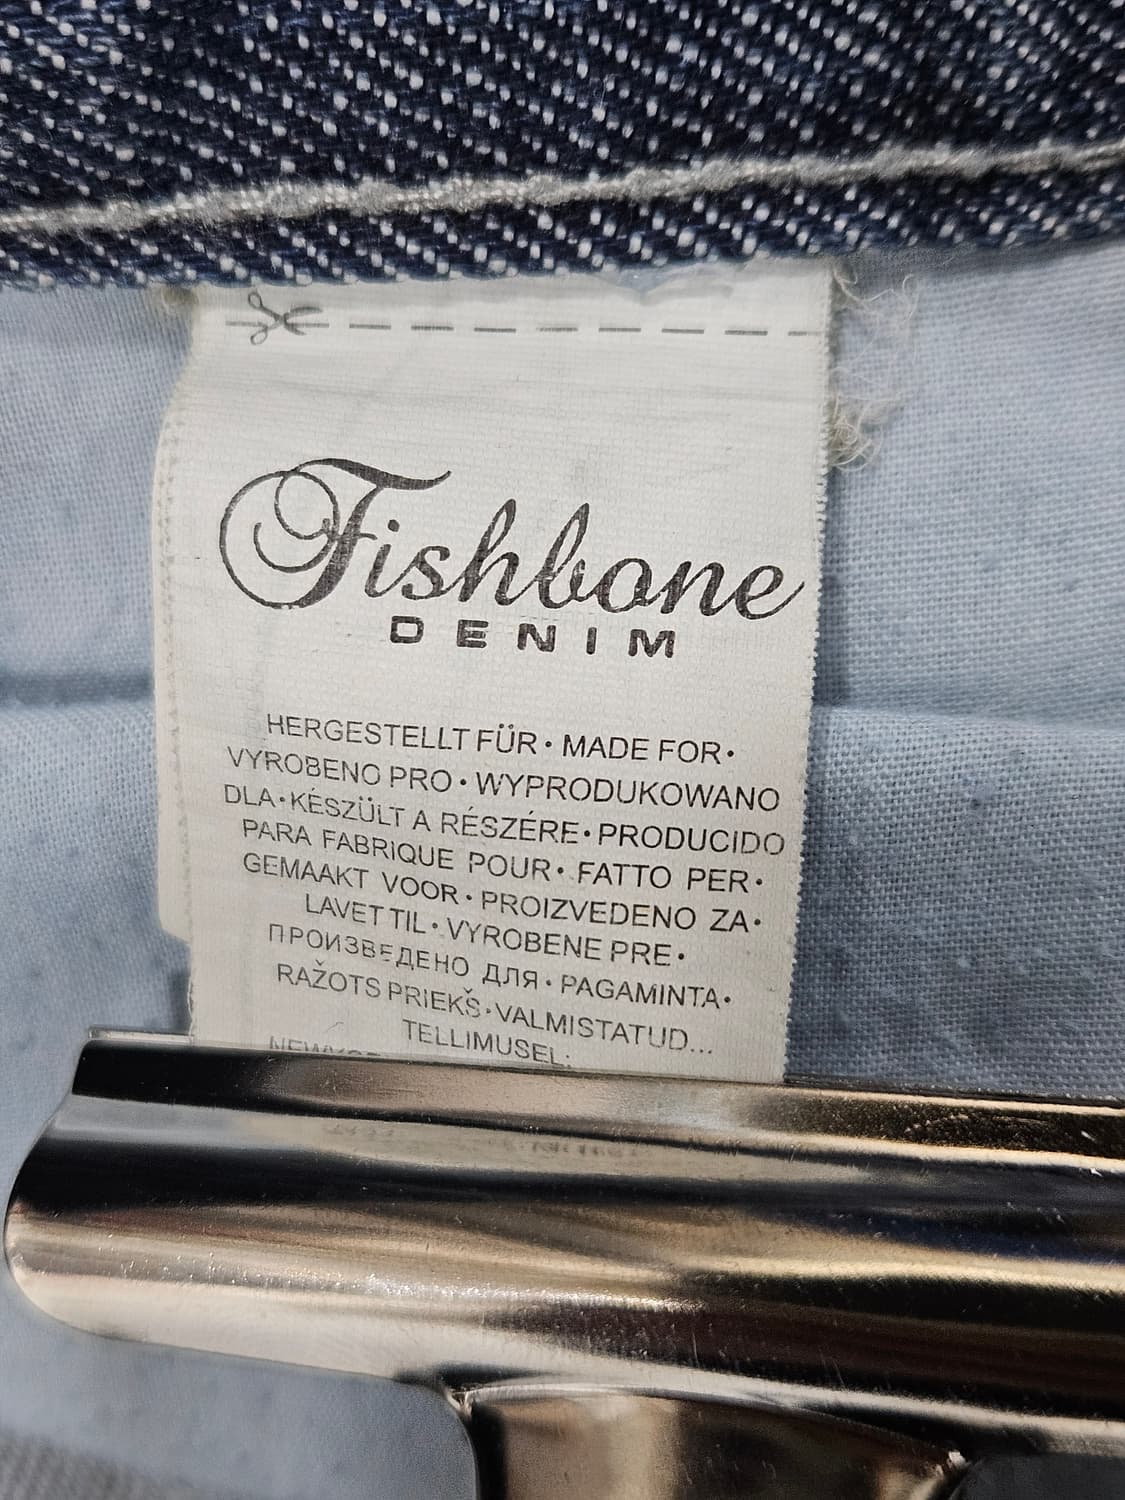 Fishbone
DENIM
HERGESTELLT FÜR • MADE FOR •
VYROBENO PRO • WYPRODUKOWANO
DLA • KÉSZÜLT A RÉSZÉRE • PRODUCIDO
PARA FABRIQUE POUR • FATTO PER •
GEMAAKT VOOR • PROIZVEDENO ZA •
LAVET TIL • VYROBENE PRE •
ПРОИЗВЕДЕНО ДЛЯ • PAGAMINTA •
RAŽOTS PRIEKŠ • VALMISTATUD...
TELLIMUSEL: